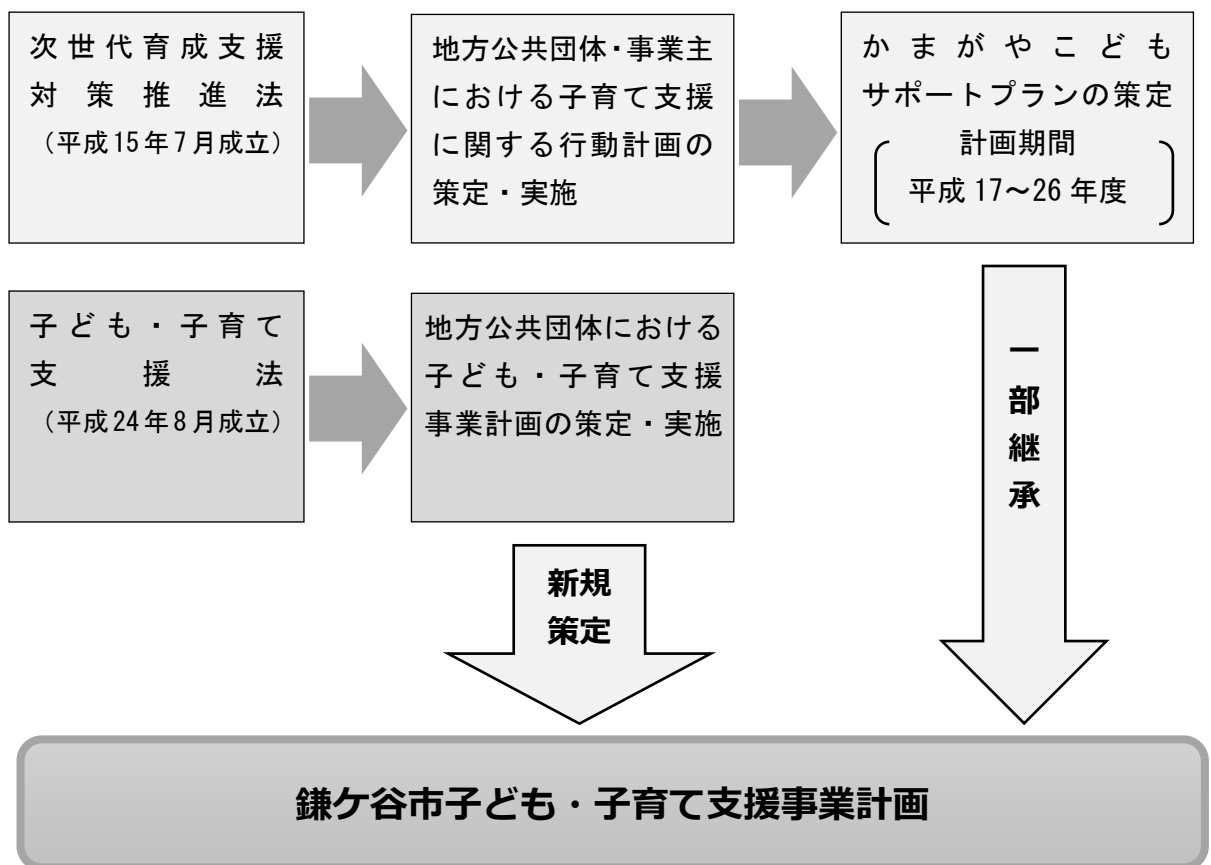 次世代育成支援
対策推進法
（平成15年7月成立）
地方公共団体・事業主
における子育て支援
に関する行動計画の
策定・実施
かまがやこども
サポートプランの策定
計画期間
平成 17～26 年度
子ども・子育て
支援法
（平成24年8月成立）
地方公共団体における
子ども・子育て支援
事業計画の策定・実施
新規
策定
一部継承
鎌ケ谷市子ども・子育て支援事業計画